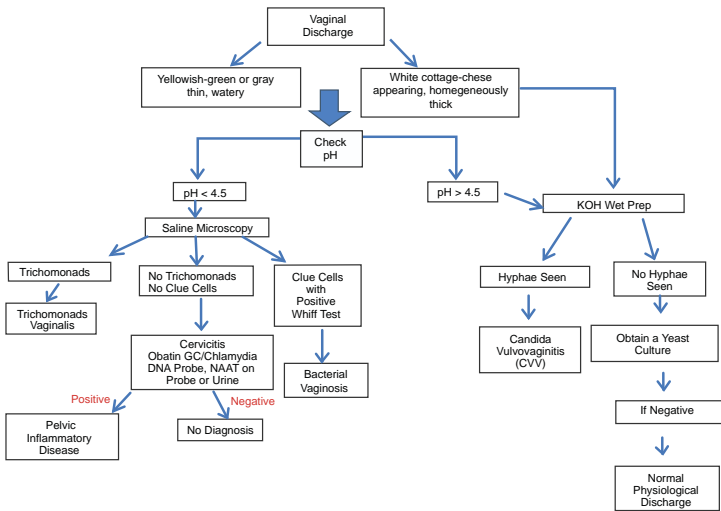 Vaginal
Discharge
Yellowish-green or gray
thin, watery
White cottage-chese
appearing, homegeneously
thick
Check
pH
pH < 4.5
pH > 4.5
KOH Wet Prep
Saline Microscopy
Trichomonads
No Trichomonads
No Clue Cells
Clue Cells
with
Positive
Whiff Test
Hyphae Seen
No Hyphae
Seen
Trichomonads
Vaginalis
Cervicitis
Obatin GC/Chlamydia
DNA Probe, NAAT on
Probe or Urine
Bacterial
Vaginosis
Candida
Vulvovaginitis
(CVV)
Obtain a Yeast
Culture
Positive
Negative
Pelvic
Inflammatory
Disease
No Diagnosis
If Negative
Normal
Physiological
Discharge